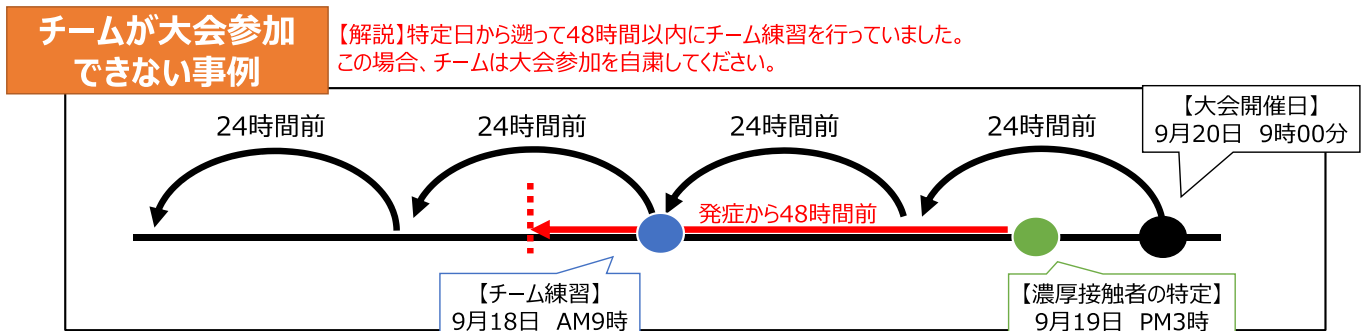 チームが大会参加
できない事例
【解説】特定日から遡って48時間以内にチーム練習を行っていました。
この場合、チームは大会参加を自粛してください。
【大会開催日】
9月20日 9時00分
24時間前
24時間前
24時間前
24時間前
発症から48時間前
【チーム練習】
9月18日 AM9時
【濃厚接触者の特定】
9月19日 PM3時